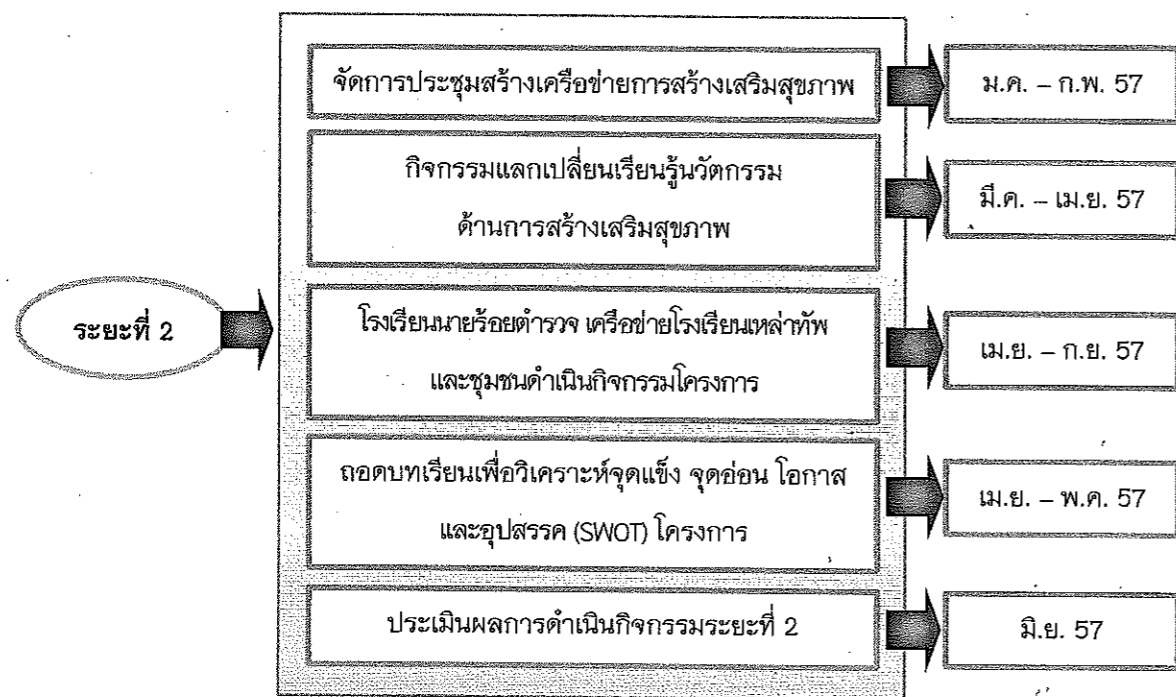 ระยะที่ 2
จัดการประชุมสร้างเครือข่ายการสร้างเสริมสุขภาพ
ม.ค. – ก.พ. 57
กิจกรรมแลกเปลี่ยนเรียนรู้นวัตกรรม
ด้านการสร้างเสริมสุขภาพ
มี.ค. – เม.ย. 57
โรงเรียนนายร้อยตำรวจ เครือข่ายโรงเรียนเหล่าทัพ
และชุมชนดำเนินกิจกรรมโครงการ
เม.ย. – ก.ย. 57
ถอดบทเรียนเพื่อวิเคราะห์จุดแข็ง จุดอ่อน โอกาส
และอุปสรรค (SWOT) โครงการ
เม.ย. – พ.ค. 57
ประเมินผลการดำเนินกิจกรรมระยะที่ 2
มิ.ย. 57